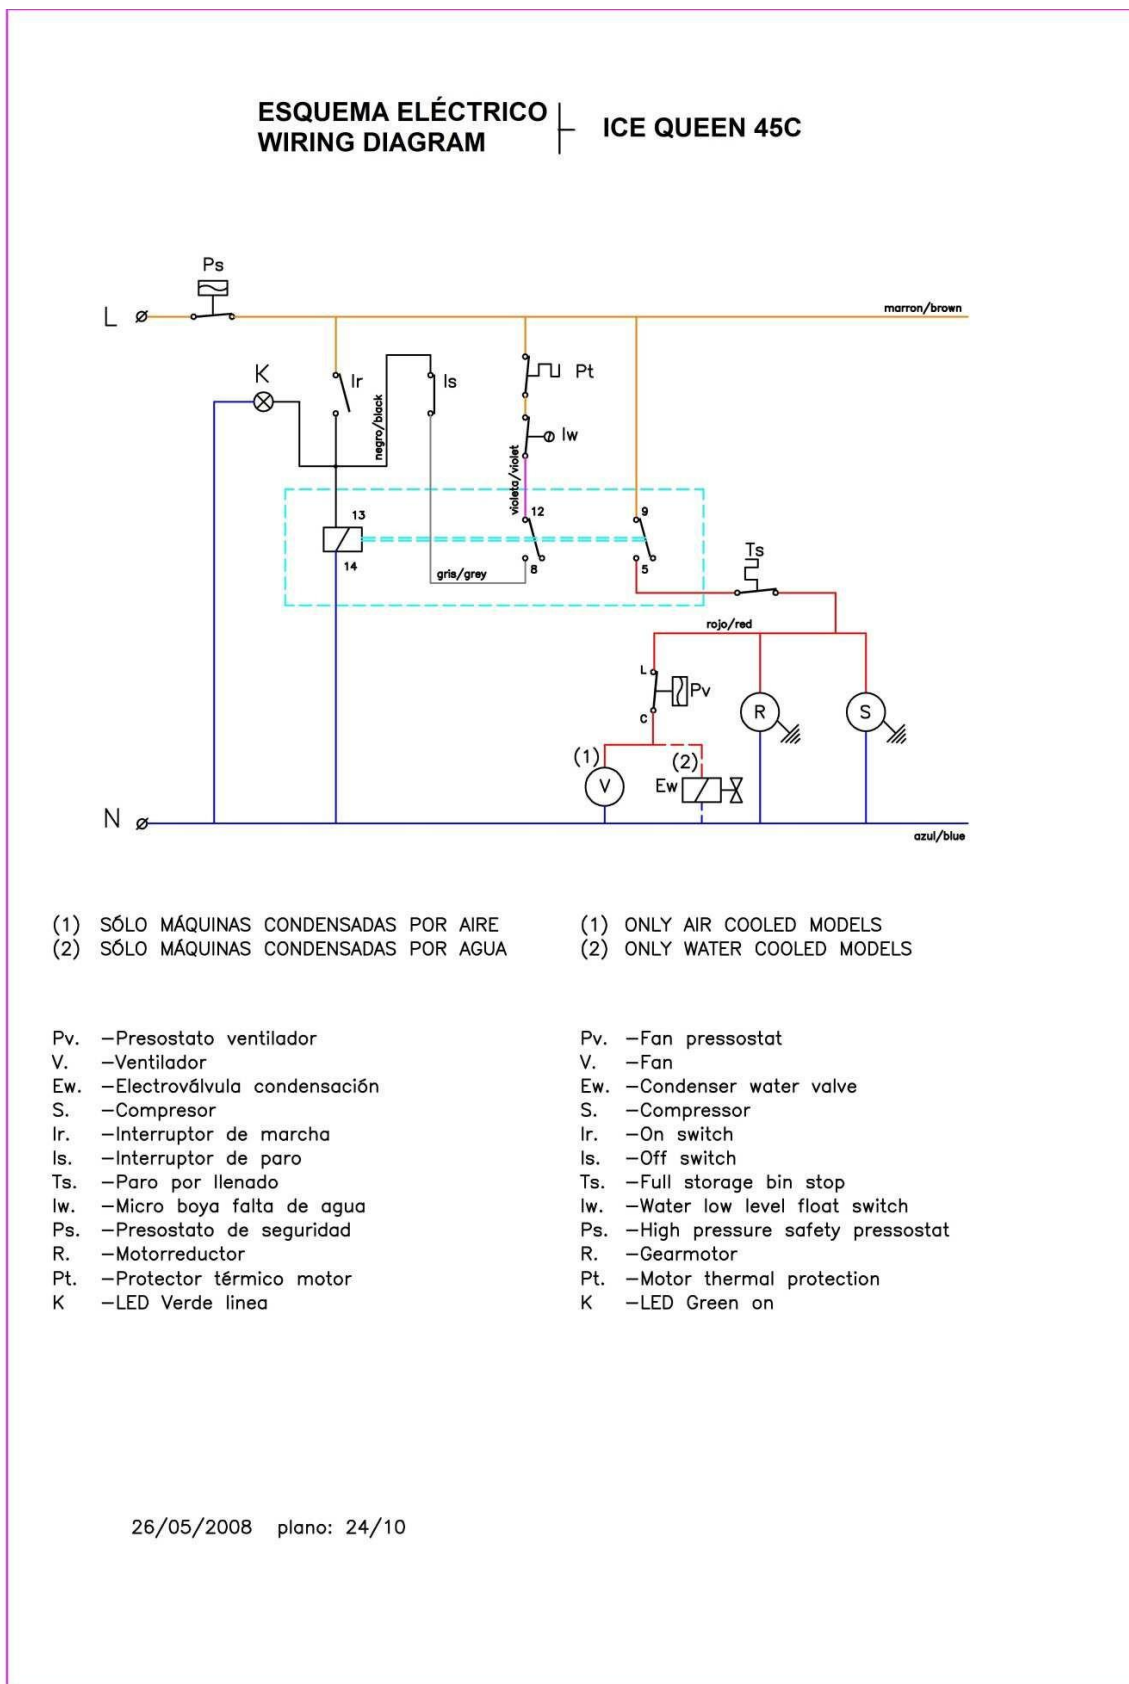 ESQUEMA ELÉCTRICO
WIRING DIAGRAM
ICE QUEEN 45C
Ps
L
marron/brown
K
Ir
negro/black
Is
Pt
Iw
violeta/violet
13
12
9
14
gris/grey
8
5
Ts
rojo/red
L
Pv
C
R
S
(1)
(2)
V
Ew
N
azul/blue
(1) SÓLO MÁQUINAS CONDENSADAS POR AIRE
(2) SÓLO MÁQUINAS CONDENSADAS POR AGUA
(1) ONLY AIR COOLED MODELS
(2) ONLY WATER COOLED MODELS
Pv. -Presostato ventilador
V. -Ventilador
Ew. -Electroválvula condensación
S. -Compresor
Ir. -Interruptor de marcha
Is. -Interruptor de paro
Ts. -Paro por llenado
Iw. -Micro boya falta de agua
Ps. -Presostato de seguridad
R. -Motorreductor
Pt. -Protector térmico motor
K -LED Verde linea
Pv. -Fan pressostat
V. -Fan
Ew. -Condenser water valve
S. -Compressor
Ir. -On switch
Is. -Off switch
Ts. -Full storage bin stop
Iw. -Water low level float switch
Ps. -High pressure safety pressostat
R. -Gearmotor
Pt. -Motor thermal protection
K -LED Green on
26/05/2008 plano: 24/10